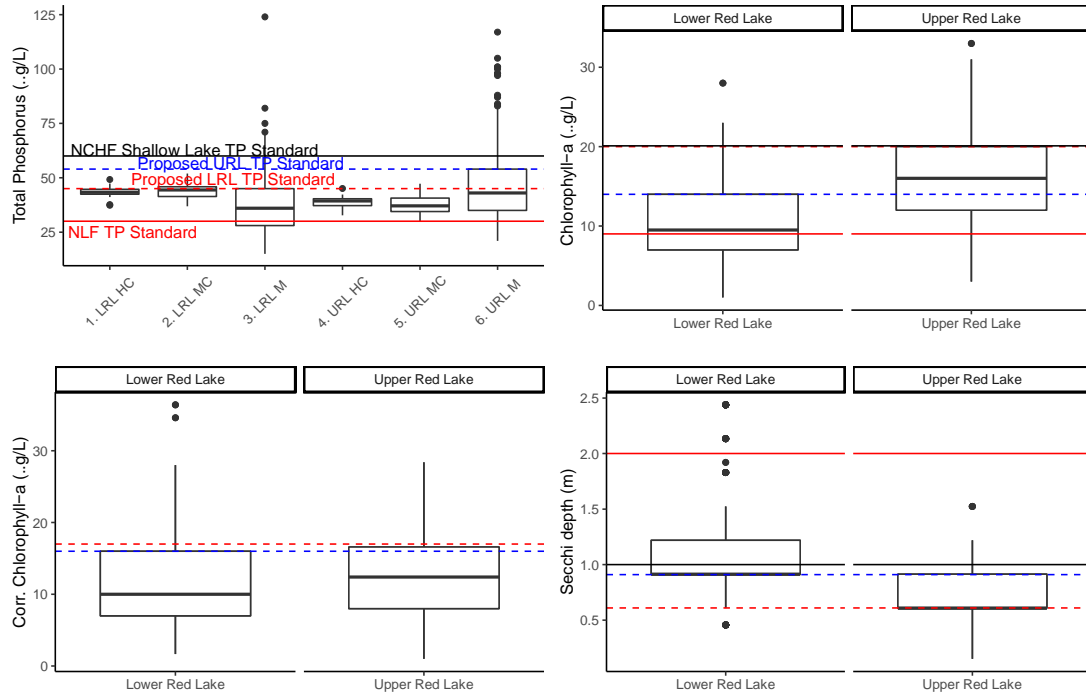 Total Phosphorus (..g/L)
125
100
75
50
25
NCHF Shallow Lake TP Standard
Proposed URL TP Standard
Proposed LRL TP Standard
NLF TP Standard
1. LRL HC
2. LRL MC
3. LRL M
4. URL HC
5. URL MC
6. URL M
Lower Red Lake
Upper Red Lake
Chlorophyll−a (..g/L)
30
20
10
0
Lower Red Lake
Upper Red Lake
Lower Red Lake
Upper Red Lake
Corr. Chlorophyll−a (..g/L)
30
20
10
0
Lower Red Lake
Upper Red Lake
Lower Red Lake
Upper Red Lake
Secchi depth (m)
2.5
2.0
1.5
1.0
0.5
Lower Red Lake
Upper Red Lake